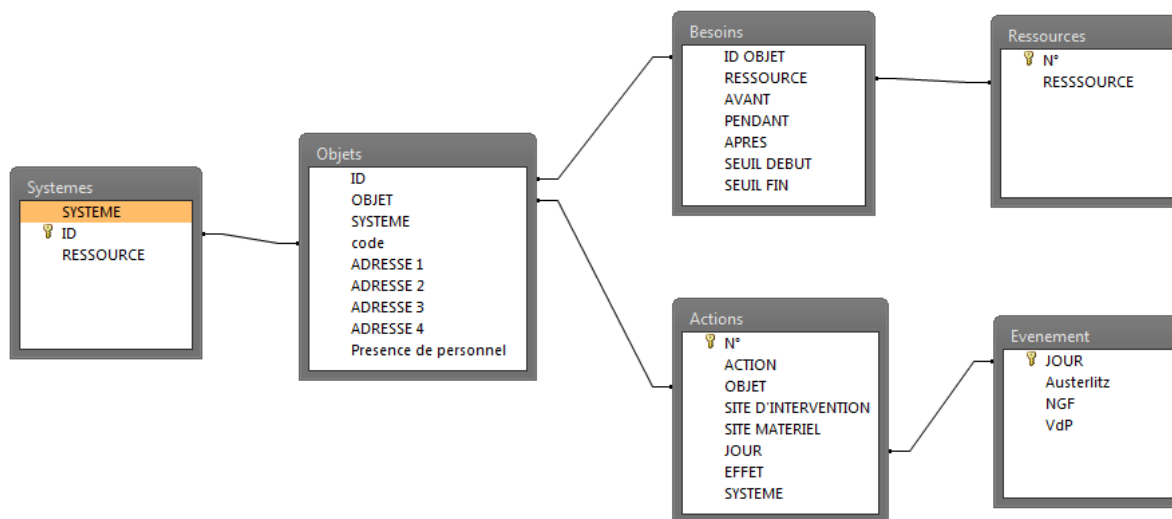 Systemes
SYSTEME
ID
RESSOURCE
Objets
ID
OBJET
SYSTEME
code
ADRESSE 1
ADRESSE 2
ADRESSE 3
ADRESSE 4
Presence de personnel
Besoins
ID OBJET
RESSOURCE
AVANT
PENDANT
APRES
SEUIL DEBUT
SEUIL FIN
Ressources
N°
RESSSOURCE
Actions
N°
ACTION
OBJET
SITE D'INTERVENTION
SITE MATERIEL
JOUR
EFFET
SYSTEME
Evenement
JOUR
Austerlitz
NGF
VdP